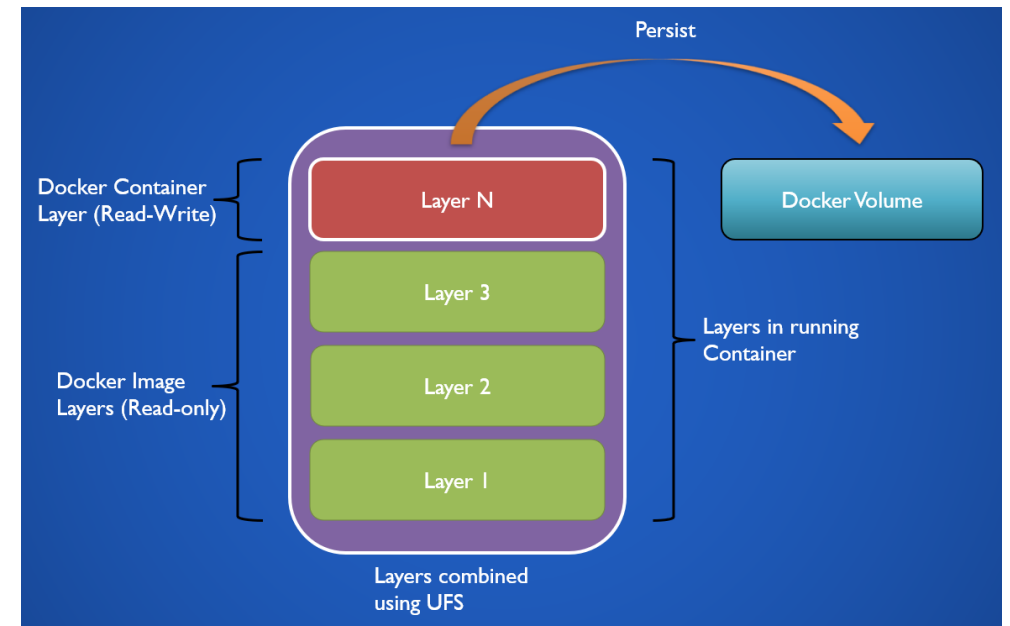 Persist
Docker Container
Layer (Read-Write)
Layer N
Docker Volume
Layer 3
Layers in running
Container
Docker Image
Layers (Read-only)
Layer 2
Layer 1
Layers combined
using UFS